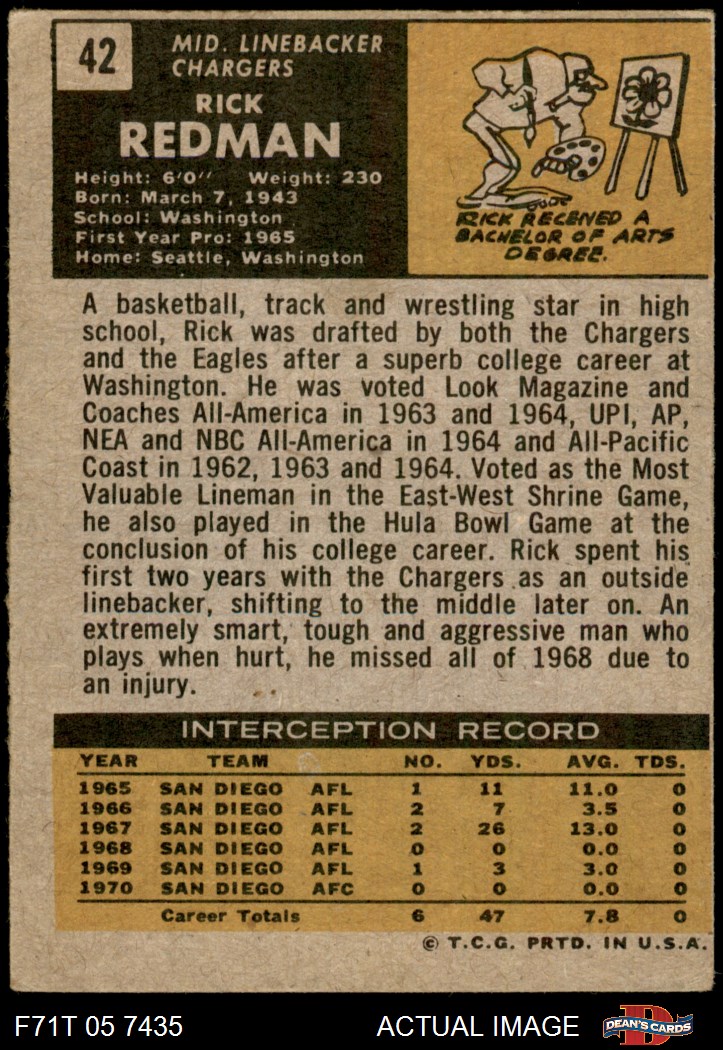 42
MID. LINEBACKER
CHARGERS
RICK
REDMAN
Height: 6'0'' Weight: 230
Born: March 7, 1943
School: Washington
First Year Pro: 1965
Home: Seattle, Washington
RICK RECEIVED A
BACHELOR OF ARTS
DEGREE.
A basketball, track and wrestling star in high
school, Rick was drafted by both the Chargers
and the Eagles after a superb college career at
Washington. He was voted Look Magazine and
Coaches All-America in 1963 and 1964, UPI, AP,
NEA and NBC All-America in 1964 and All-Pacific
Coast in 1962, 1963 and 1964. Voted as the Most
Valuable Lineman in the East-West Shrine Game,
he also played in the Hula Bowl Game at the
conclusion of his college career. Rick spent his
first two years with the Chargers as an outside
linebacker, shifting to the middle later on. An
extremely smart, tough and aggressive man who
plays when hurt, he missed all of 1968 due to
an injury.
INTERCEPTION RECORD
YEAR TEAM NO. YDS. AVG. TDS.
1965 SAN DIEGO AFL 1 11 11.0 0
1966 SAN DIEGO AFL 2 7 3.5 0
1967 SAN DIEGO AFL 2 26 13.0 0
1968 SAN DIEGO AFL 0 0 0.0 0
1969 SAN DIEGO AFL 1 3 3.0 0
1970 SAN DIEGO AFC 0 0 0.0 0
Career Totals 6 47 7.8 0
© T.C.G. PRTD. IN U.S.A.
F71T 05 7435 ACTUAL IMAGE D DEAN'S CARDS